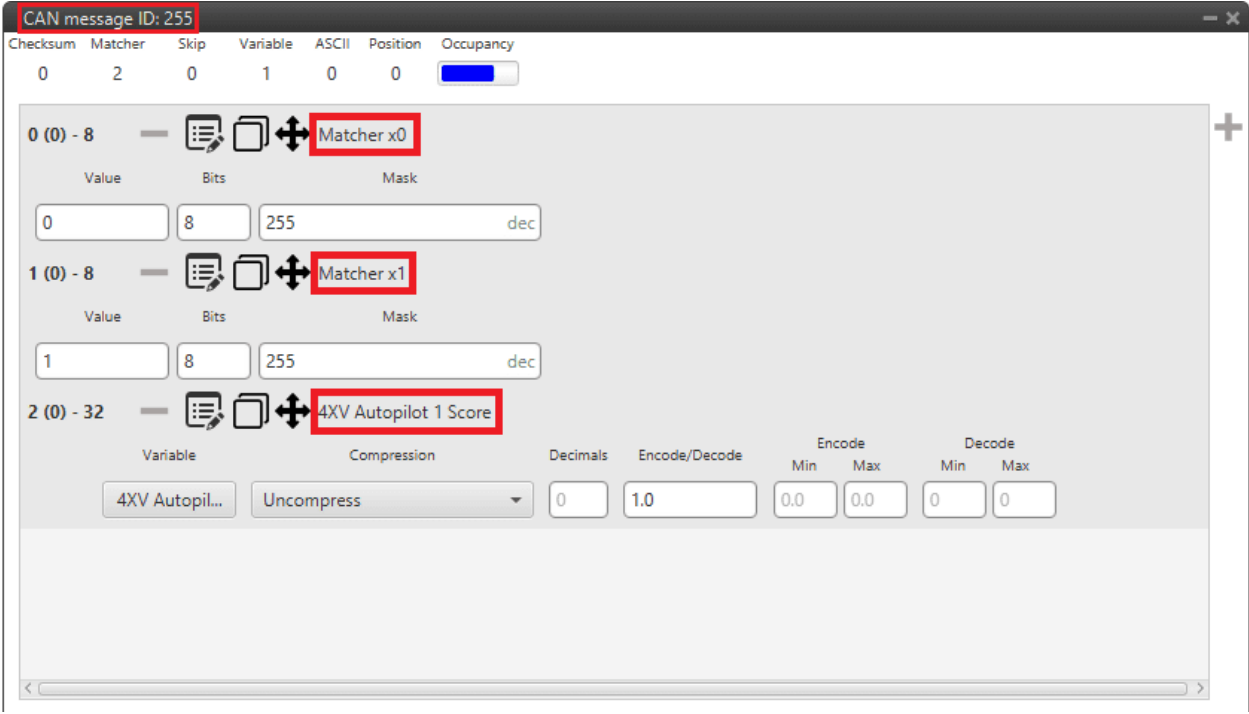 CAN message ID: 255
Checksum Matcher Skip Variable ASCII Position Occupancy
0 2 0 1 0 0
0 (0) - 8 Matcher x0
Value Bits Mask
0 8 255 dec
1 (0) - 8 Matcher x1
Value Bits Mask
1 8 255 dec
2 (0) - 32 4XV Autopilot 1 Score
Variable Compression Decimals Encode/Decode Encode Decode
Min Max Min Max
4XV Autopil... Uncompress 0 1.0 0.0 0.0 0 0